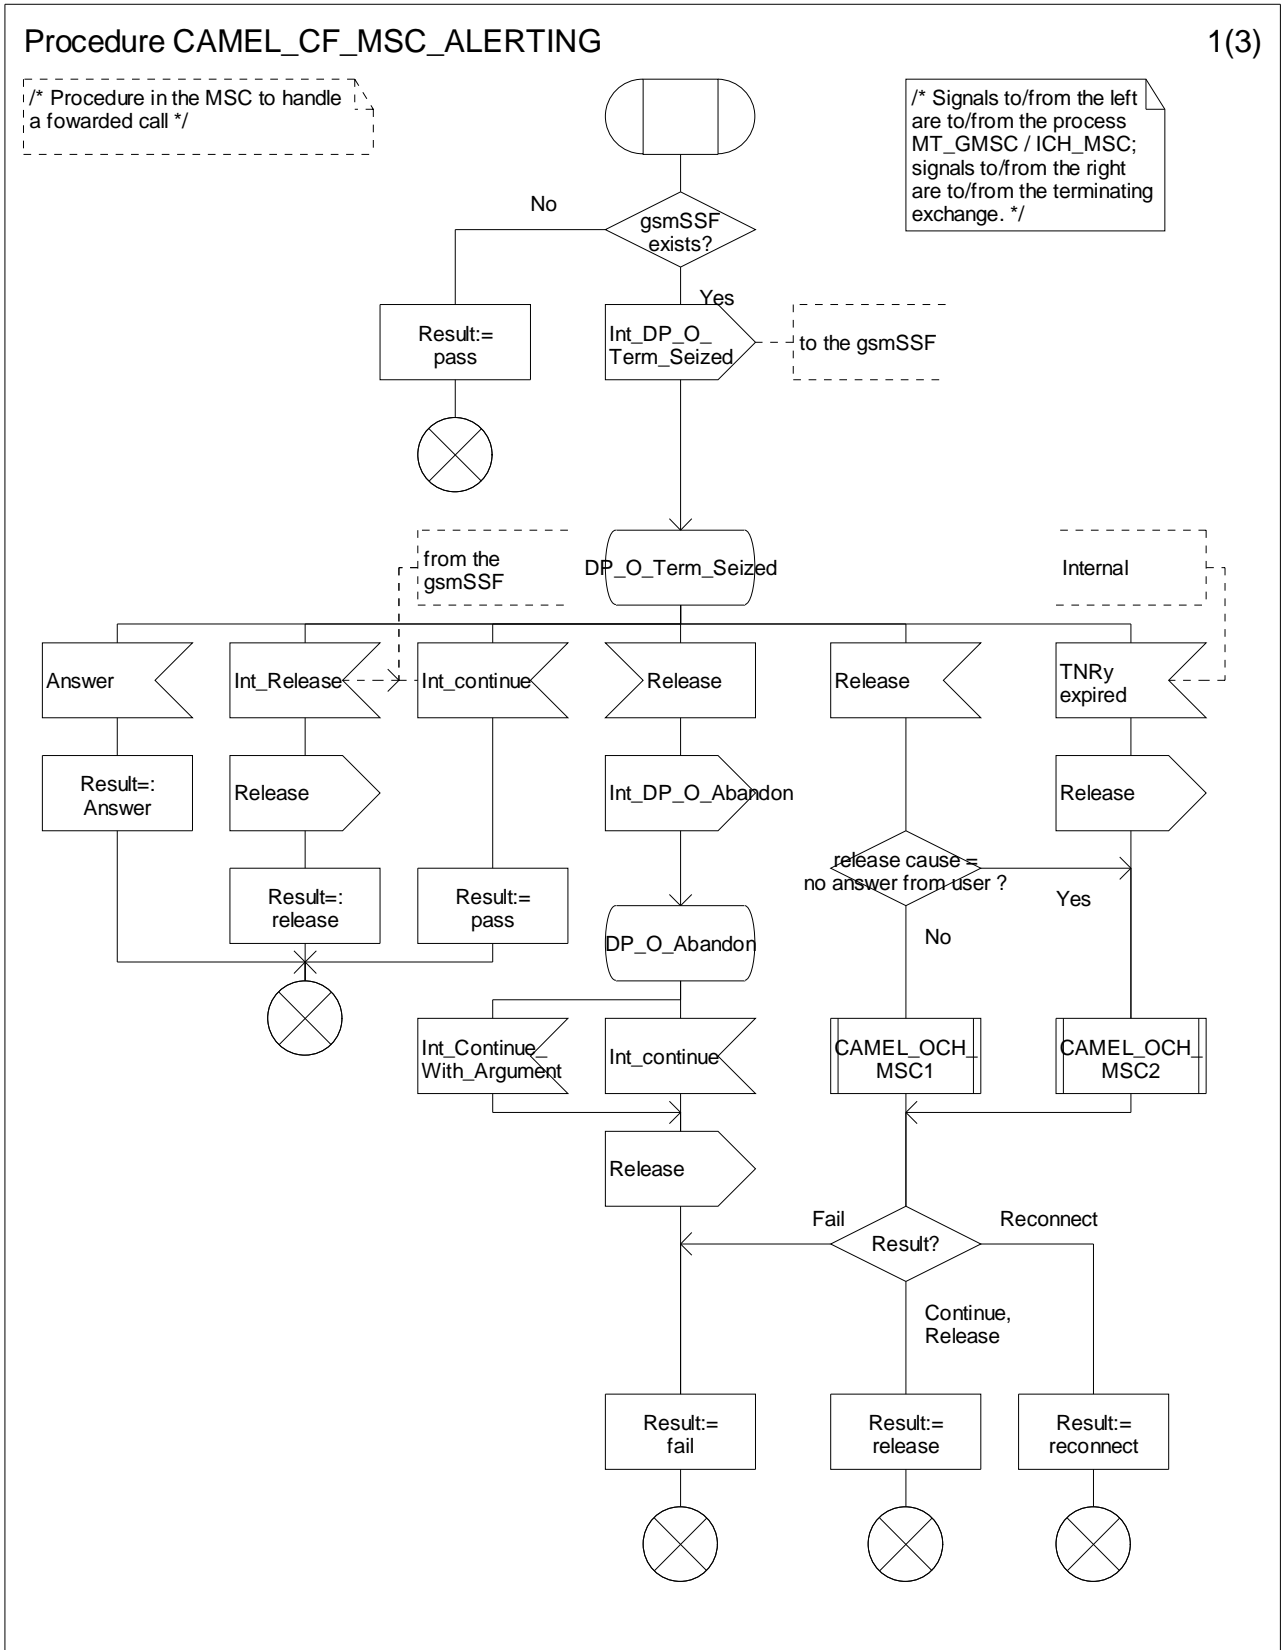 Procedure CAMEL_CF_MSC_ALERTING
1(3)
/* Procedure in the MSC to handle
a fowarded call */
/* Signals to/from the left
are to/from the process
MT_GMSC / ICH_MSC;
signals to/from the right
are to/from the terminating
exchange. */
gsmSSF
exists?
No
Yes
Result:=
pass
Int_DP_O_
Term_Seized
to the gsmSSF
from the
gsmSSF
DP_O_Term_Seized
Internal
Answer
Int_Release
Int_continue
Release
Release
TNRy
expired
Result=:
Answer
Release
Int_DP_O_Abandon
Release
release cause =
no answer from user ?
Yes
No
Result=:
release
Result:=
pass
DP_O_Abandon
Int_Continue_
With_Argument
Int_continue
CAMEL_OCH_
MSC1
CAMEL_OCH_
MSC2
Release
Fail
Result?
Reconnect
Continue,
Release
Result:=
fail
Result:=
release
Result:=
reconnect